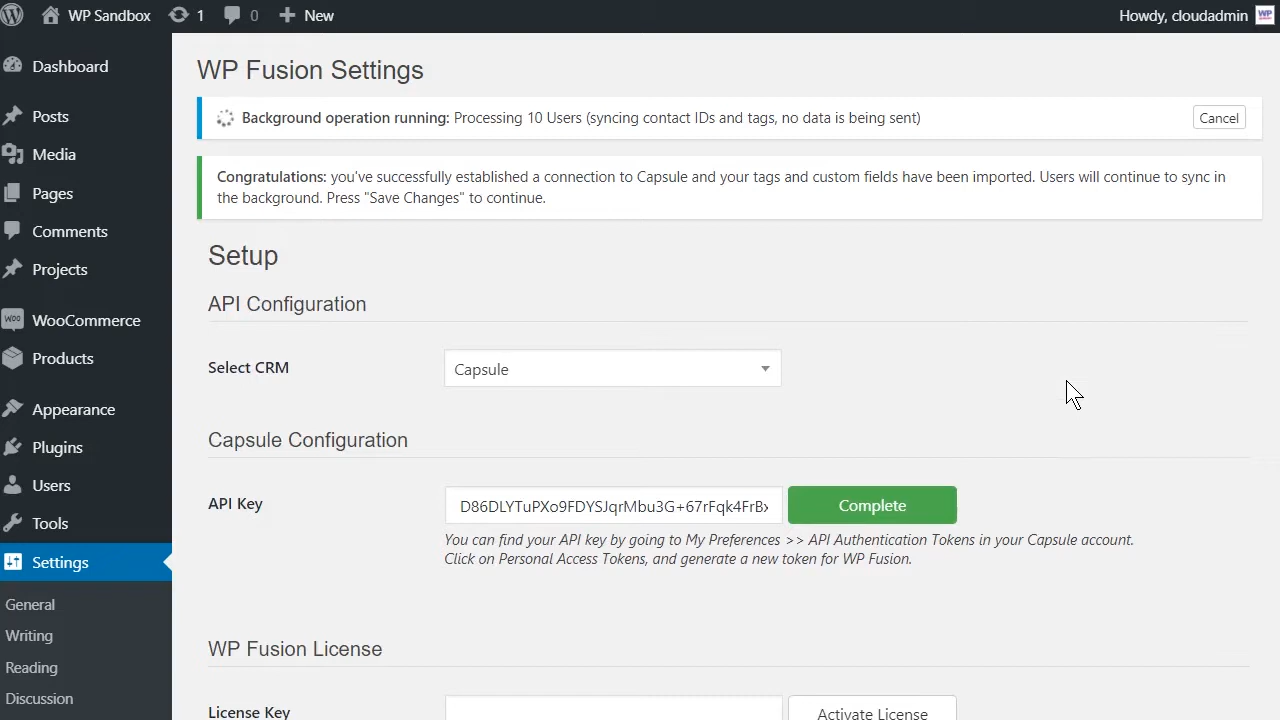 WP Sandbox 1 0 New Howdy, cloudadmin
Dashboard
Posts
Media
Pages
Comments
Projects
WooCommerce
Products
Appearance
Plugins
Users
Tools
Settings
General
Writing
Reading
Discussion
WP Fusion Settings
Background operation running: Processing 10 Users (syncing contact IDs and tags, no data is being sent) Cancel
Congratulations: you've successfully established a connection to Capsule and your tags and custom fields have been imported. Users will continue to sync in
the background. Press "Save Changes" to continue.
Setup
API Configuration
Select CRM Capsule
Capsule Configuration
API Key D86DLYTuPXo9FDYSJqrMbu3G+67rFqk4FrBx Complete
You can find your API key by going to My Preferences >> API Authentication Tokens in your Capsule account.
Click on Personal Access Tokens, and generate a new token for WP Fusion.
WP Fusion License
License Key Activate License